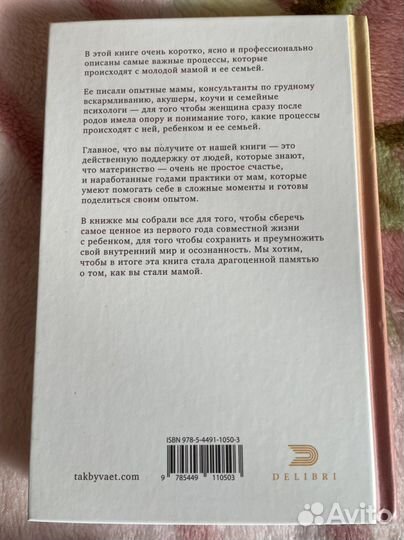 В этой книге очень коротко, ясно и профессионально
описаны самые важные процессы, которые
происходят с молодой мамой и ее семьей.
Ее писали опытные мамы, консультанты по грудному
вскармливанию, акушеры, коучи и семейные
психологи — для того чтобы женщина сразу после
родов имела опору и понимание того, какие процессы
происходят с ней, ребенком и ее семьей.
Главное, что вы получите от нашей книги — это
действенную поддержку от людей, которые знают,
что материнство — очень не простое счастье,
и наработанные годами практики от мам, которые
умеют помогать себе в сложные моменты и готовы
поделиться своим опытом.
В книжке мы собрали все для того, чтобы сберечь
самое ценное из первого года совместной жизни
с ребенком, для того чтобы сохранить и преумножить
свой внутренний мир и осознанность. Мы хотим,
чтобы в итоге эта книга стала драгоценной памятью
о том, как вы стали мамой.
ISBN 978-5-4491-1050-3
9 785449 110503
takbyvaet.com
DELIBRI
Avito